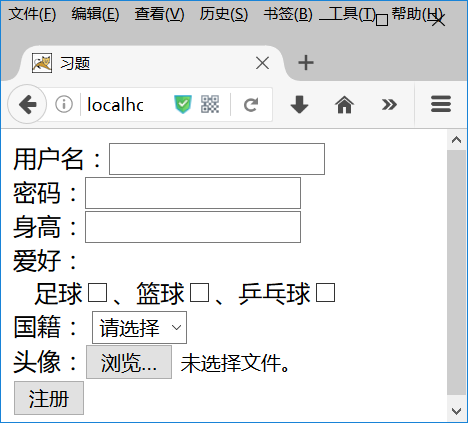 文件(F) 编辑(E) 查看(V) 历史(S) 书签(B) 工具(T) 帮助(H)
习题
localhc
用户名：
密码：
身高：
爱好：
足球、篮球、乒乓球
国籍： 请选择
头像： 浏览... 未选择文件。
注册